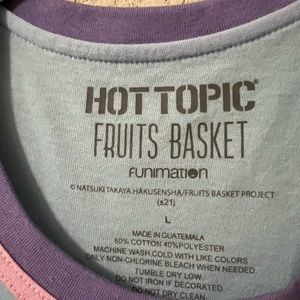 HOT TOPIC®
FRUITS BASKET
FUNIMATION
© NATSUKI TAKAYA.HAKUSENSHA/FRUITS BASKET PROJECT
(s21)
L
MADE IN GUATEMALA
60% COTTON 40% POLYESTER
MACHINE WASH COLD WITH LIKE COLORS
ONLY NON-CHLORINE BLEACH WHEN NEEDED.
TUMBLE DRY LOW.
DO NOT IRON IF DECORATED.
DO NOT DRY CLEAN.